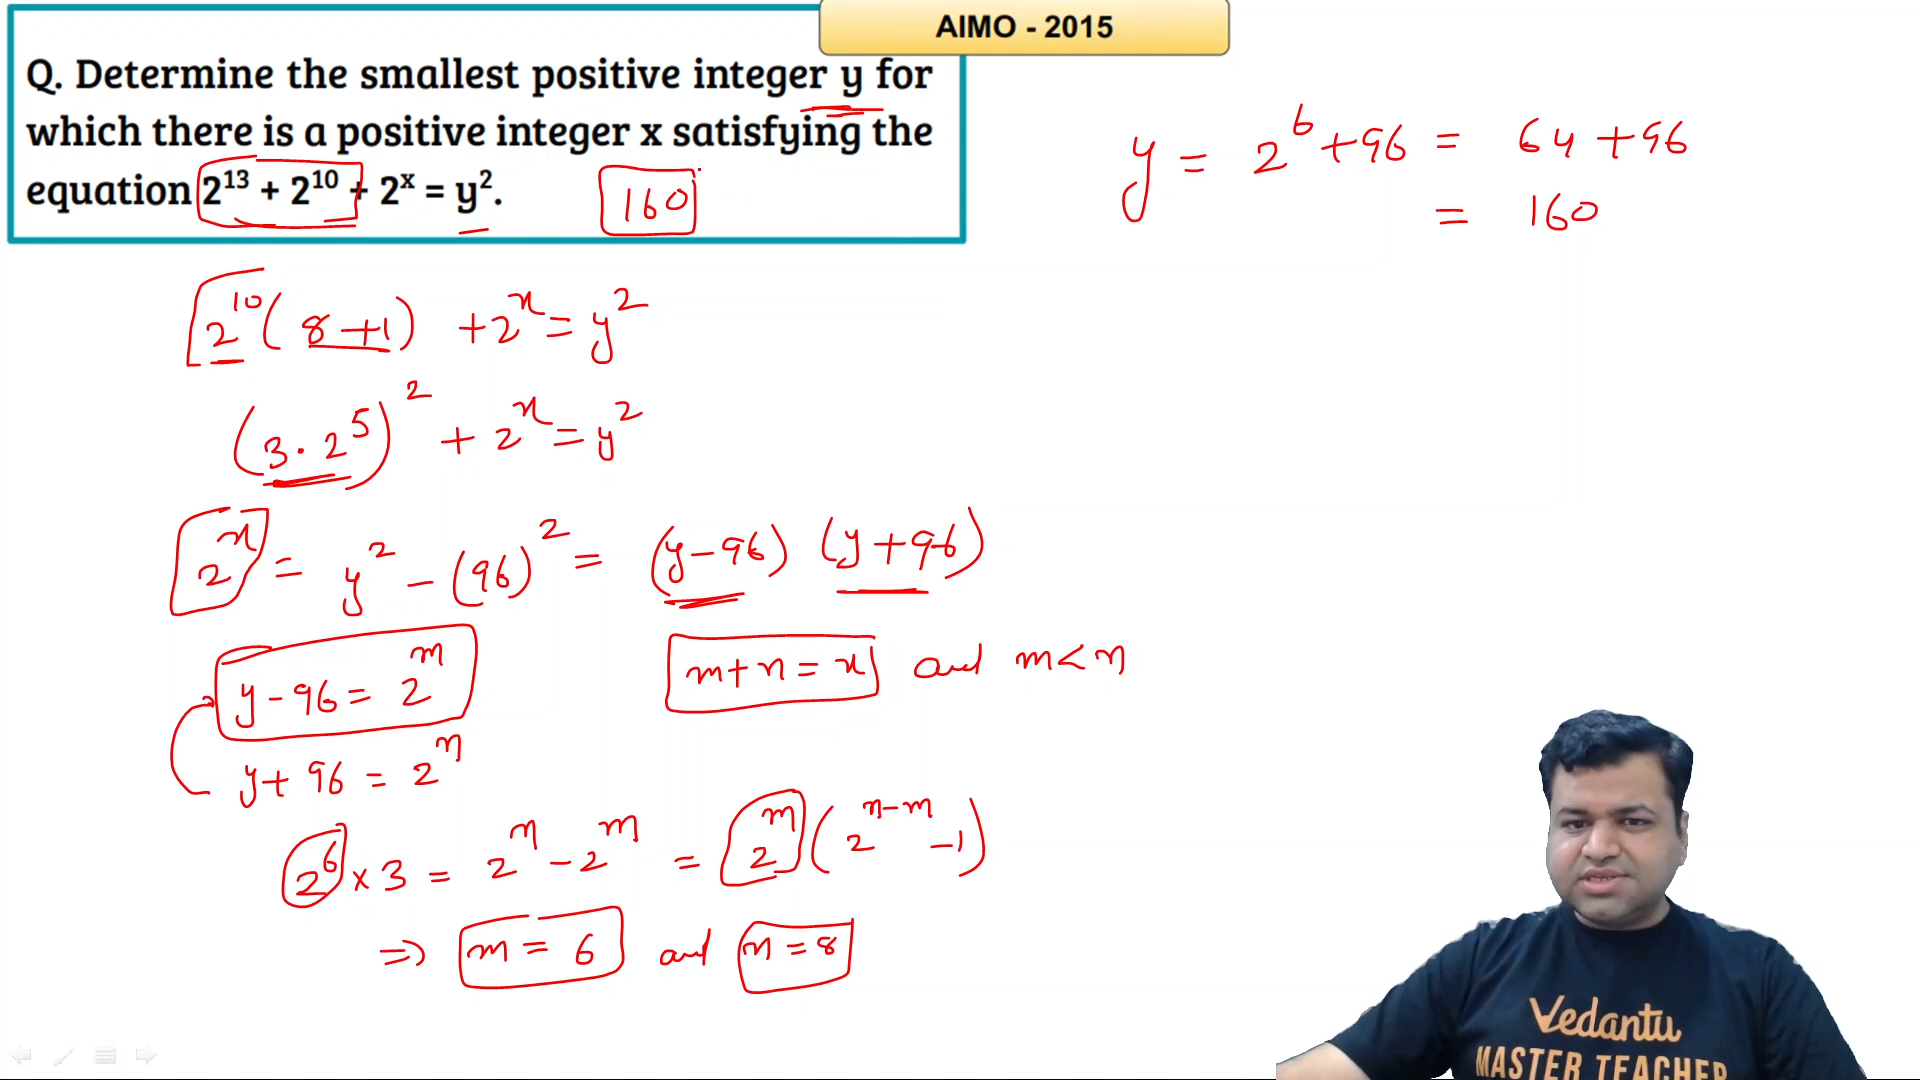 AIMO - 2015
Q. Determine the smallest positive integer y for
which there is a positive integer x satisfying the
equation 2¹³ + 2¹⁰ + 2ˣ = y².
160
y = 2⁶ + 96 = 64 + 96
= 160
2¹⁰(8+1) + 2ˣ = y²
(3·2⁵)² + 2ˣ = y²
2ˣ = y² - (96)² = (y-96) (y+96)
y - 96 = 2ᵐ
m + n = x and m < n
y + 96 = 2ⁿ
2⁶ × 3 = 2ⁿ - 2ᵐ = 2ᵐ(2ⁿ⁻ᵐ - 1)
⇒ m = 6 and n = 8
Vedantu
MASTER TEACHER